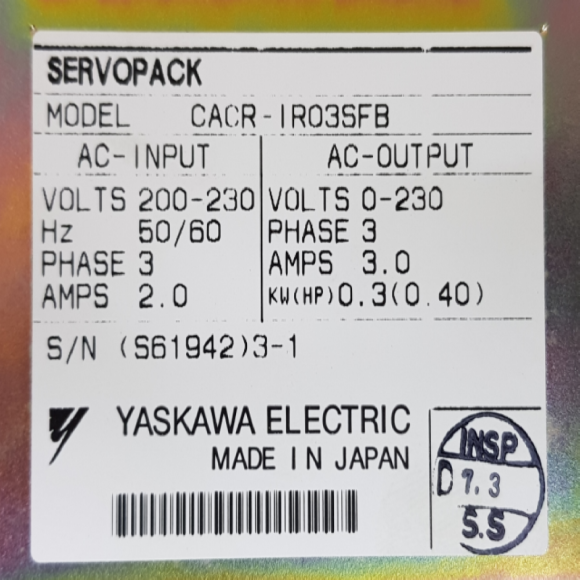 SERVOPACK
MODEL CACR-IR03SFB
AC-INPUT AC-OUTPUT
VOLTS 200-230 VOLTS 0-230
Hz 50/60 PHASE 3
PHASE 3 AMPS 3.0
AMPS 2.0 KW(HP) 0.3(0.40)
S/N (S61942)3-1
YASKAWA ELECTRIC
MADE IN JAPAN
INSP
D 7.3
S.S